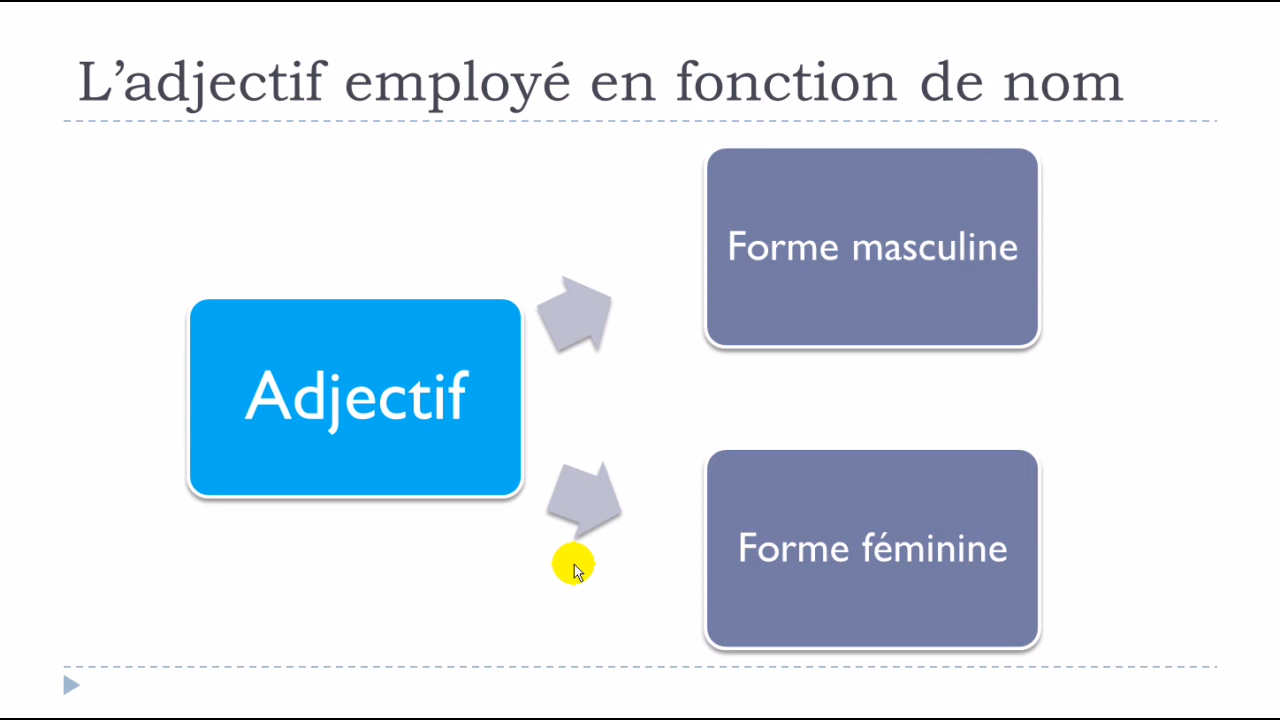 L’adjectif employé en fonction de nom
Forme masculine
Adjectif
Forme féminine